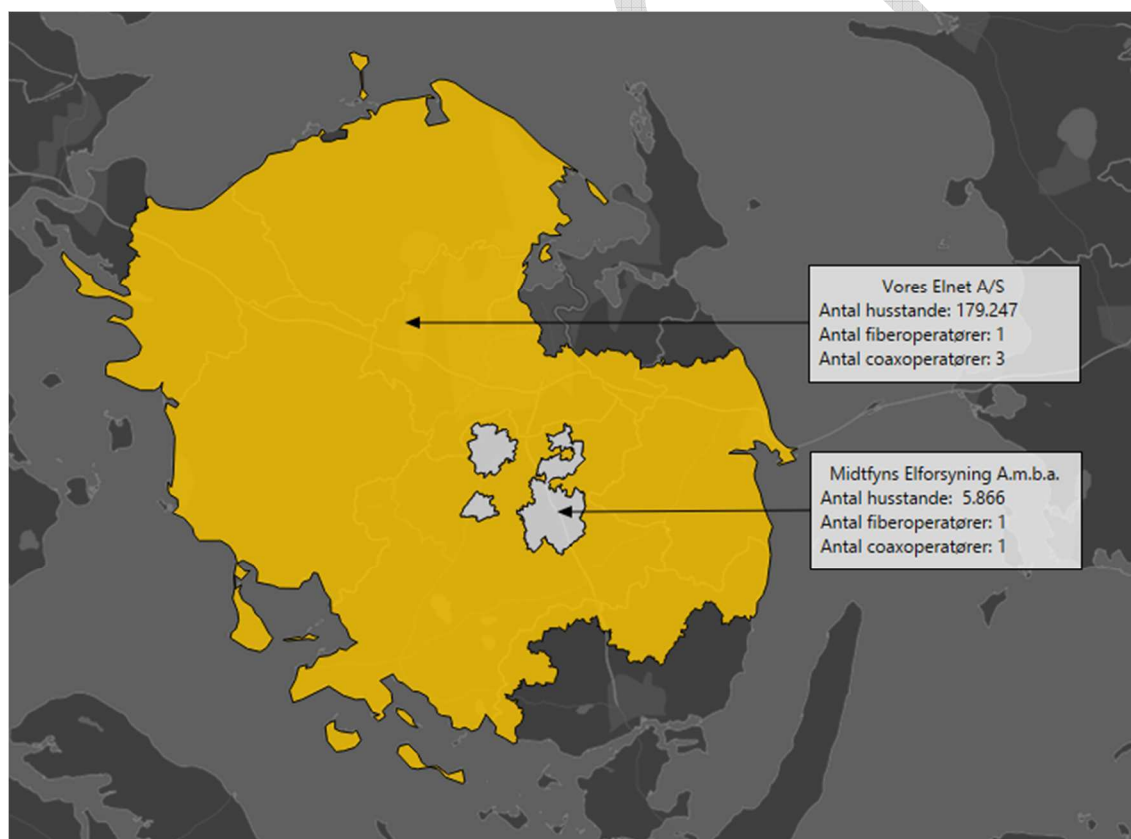 Vores Elnet A/S
Antal husstande: 179.247
Antal fiberoperatører: 1
Antal coaxoperatører: 3
Midtfyns Elforsyning A.m.b.a.
Antal husstande:  5.866
Antal fiberoperatører: 1
Antal coaxoperatører: 1